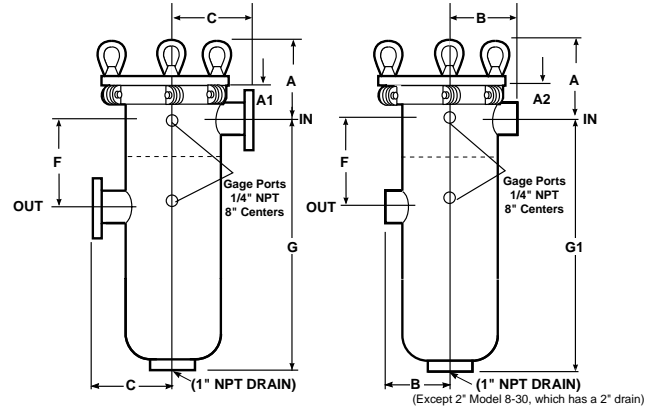 C
A
A1
IN
F
Gage Ports
1/4" NPT
8" Centers
OUT
G
C
(1" NPT DRAIN)
B
A
A2
IN
F
Gage Ports
1/4" NPT
8" Centers
OUT
G1
B
(1" NPT DRAIN)
(Except 2" Model 8-30, which has a 2" drain)